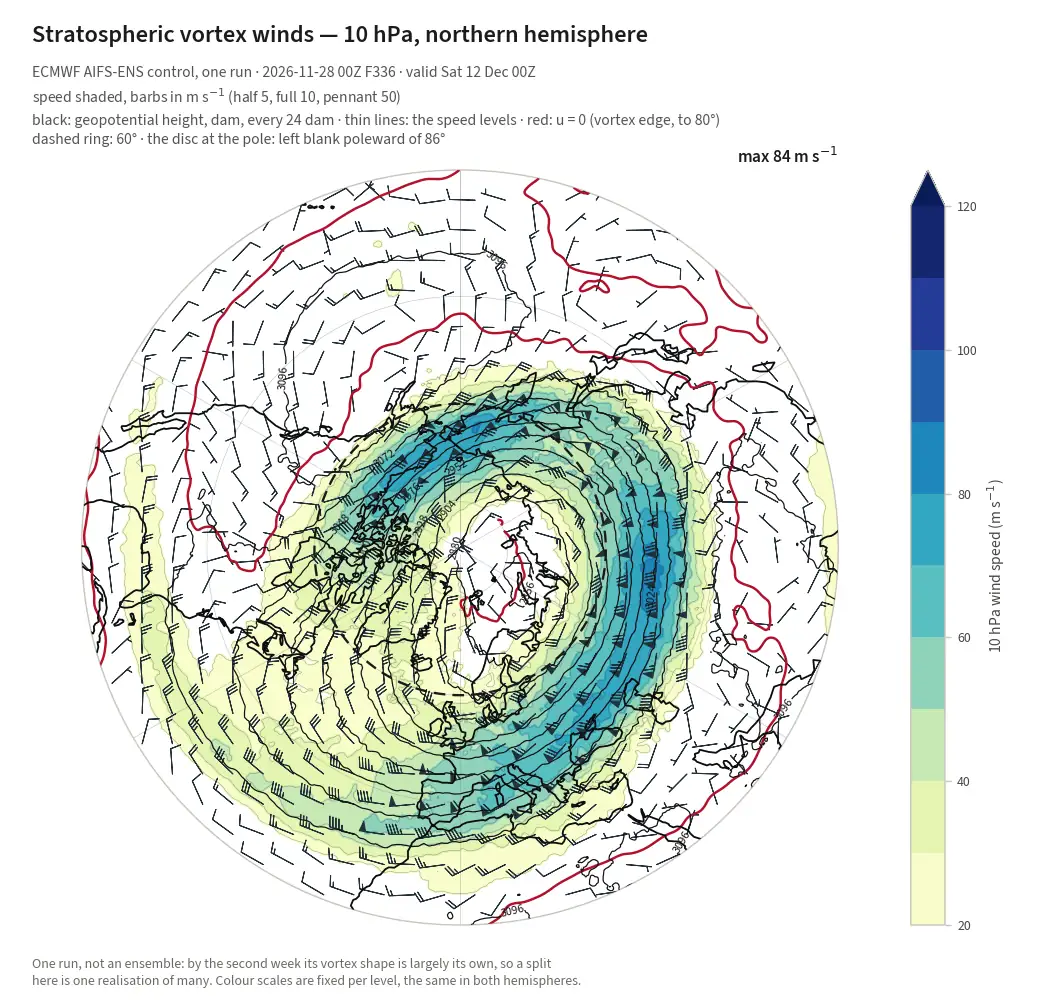 Stratospheric vortex winds — 10 hPa, northern hemisphere
ECMWF AIFS-ENS control, one run · 2026-11-28 00Z F336 · valid Sat 12 Dec 00Z
speed shaded, barbs in m s⁻¹ (half 5, full 10, pennant 50)
black: geopotential height, dam, every 24 dam · thin lines: the speed levels · red: u = 0 (vortex edge, to 80°)
dashed ring: 60° · the disc at the pole: left blank poleward of 86°
max 84 m s⁻¹
120
100
80
60
40
20
10 hPa wind speed (m s⁻¹)
3096
3096
3096
3096
3096
One run, not an ensemble: by the second week its vortex shape is largely its own, so a split
here is one realisation of many. Colour scales are fixed per level, the same in both hemispheres.